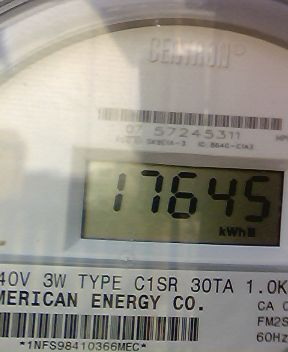 CENTRON®
07 57245311
17645
kWh
40V 3W TYPE C1SR 30TA 1.0K
MERICAN ENERGY CO.
CA
FM2S
60Hz
*1NFS98410366MEC*